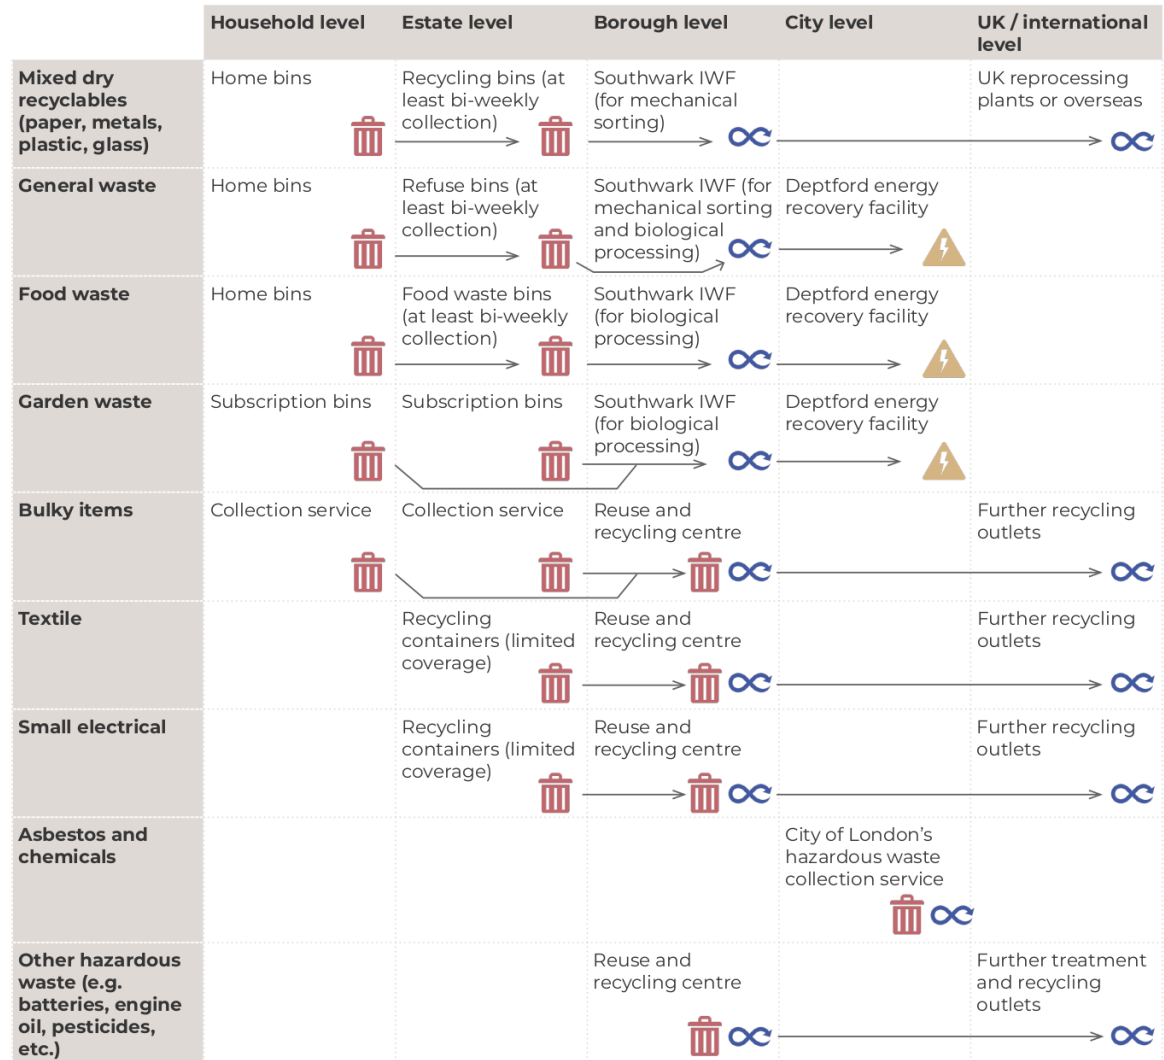 Household level
Estate level
Borough level
City level
UK / international
level
Mixed dry
recyclables
(paper, metals,
plastic, glass)
Home bins
Recycling bins (at
least bi-weekly
collection)
Southwark IWF
(for mechanical
sorting)
UK reprocessing
plants or overseas
General waste
Home bins
Refuse bins (at
least bi-weekly
collection)
Southwark IWF (for
mechanical sorting
and biological
processing)
Deptford energy
recovery facility
Food waste
Home bins
Food waste bins
(at least bi-weekly
collection)
Southwark IWF
(for biological
processing)
Deptford energy
recovery facility
Garden waste
Subscription bins
Subscription bins
Southwark IWF
(for biological
processing)
Deptford energy
recovery facility
Bulky items
Collection service
Collection service
Reuse and
recycling centre
Further recycling
outlets
Textile
Recycling
containers (limited
coverage)
Reuse and
recycling centre
Further recycling
outlets
Small electrical
Recycling
containers (limited
coverage)
Reuse and
recycling centre
Further recycling
outlets
Asbestos and
chemicals
City of London’s
hazardous waste
collection service
Other hazardous
waste (e.g.
batteries, engine
oil, pesticides,
etc.)
Reuse and
recycling centre
Further treatment
and recycling
outlets